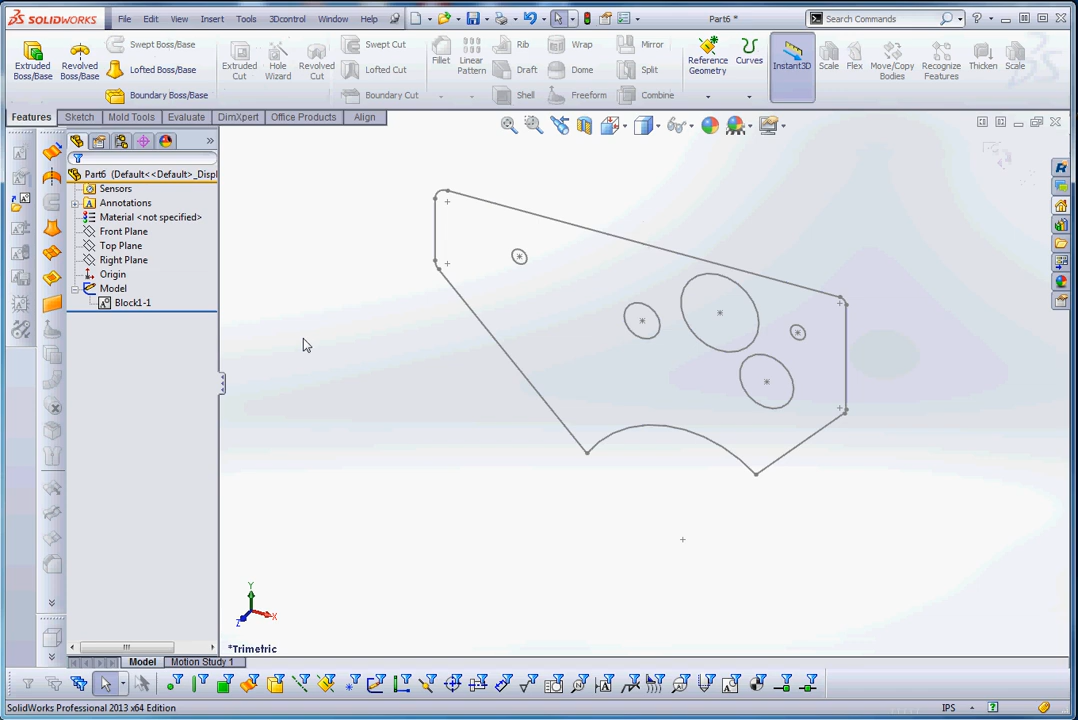 SOLIDWORKS File Edit View Insert Tools 3Dcontrol Window Help Part6 * Search Commands
Extruded Boss/Base
Revolved Boss/Base
Swept Boss/Base
Lofted Boss/Base
Boundary Boss/Base
Extruded Cut
Hole Wizard
Revolved Cut
Swept Cut
Lofted Cut
Boundary Cut
Fillet
Linear Pattern
Rib
Draft
Shell
Wrap
Dome
Freeform
Mirror
Split
Combine
Reference Geometry
Curves
Instant3D
Scale
Flex
Move/Copy Bodies
Recognize Features
Thicken
Scale
Features Sketch Mold Tools Evaluate DimXpert Office Products Align
Part6 (Default<<Default>_Displ
Sensors
Annotations
Material <not specified>
Front Plane
Top Plane
Right Plane
Origin
Model
Block1-1
Y
X
Z
*Trimetric
Model Motion Study 1
SolidWorks Professional 2013 x64 Edition IPS